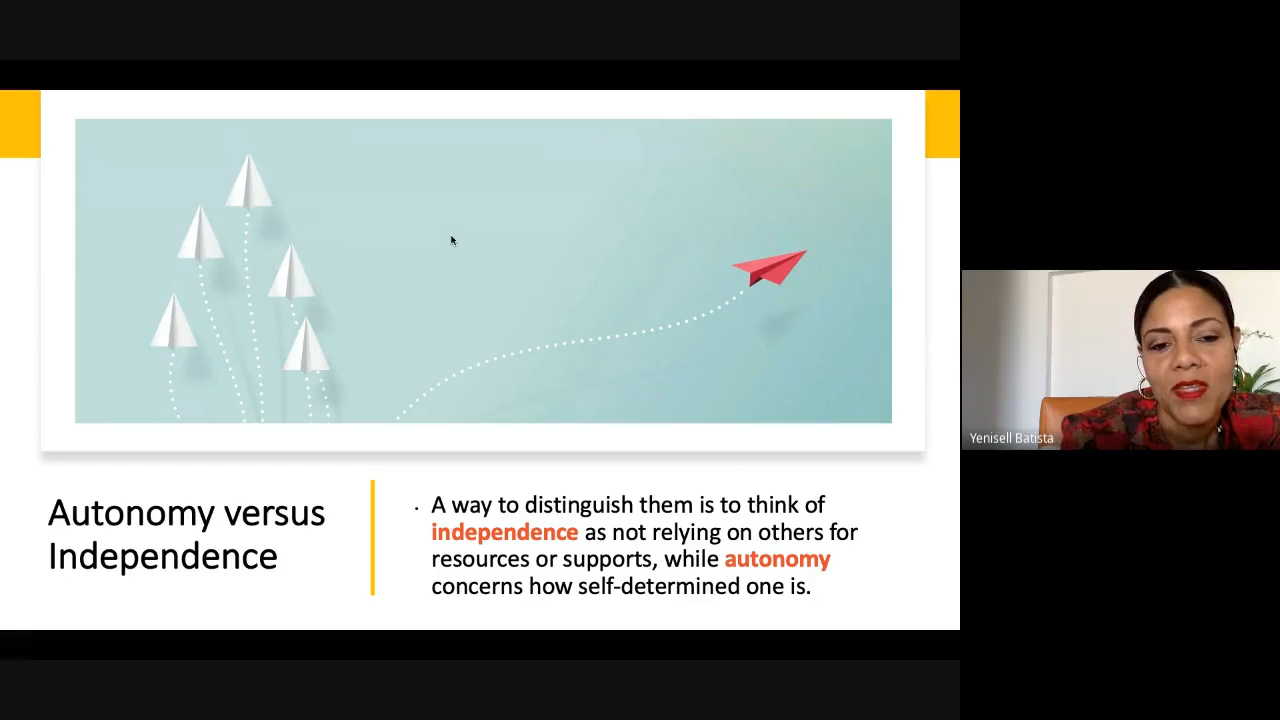 Autonomy versus
Independence
· A way to distinguish them is to think of
independence as not relying on others for
resources or supports, while autonomy
concerns how self-determined one is.
Yenisell Batista